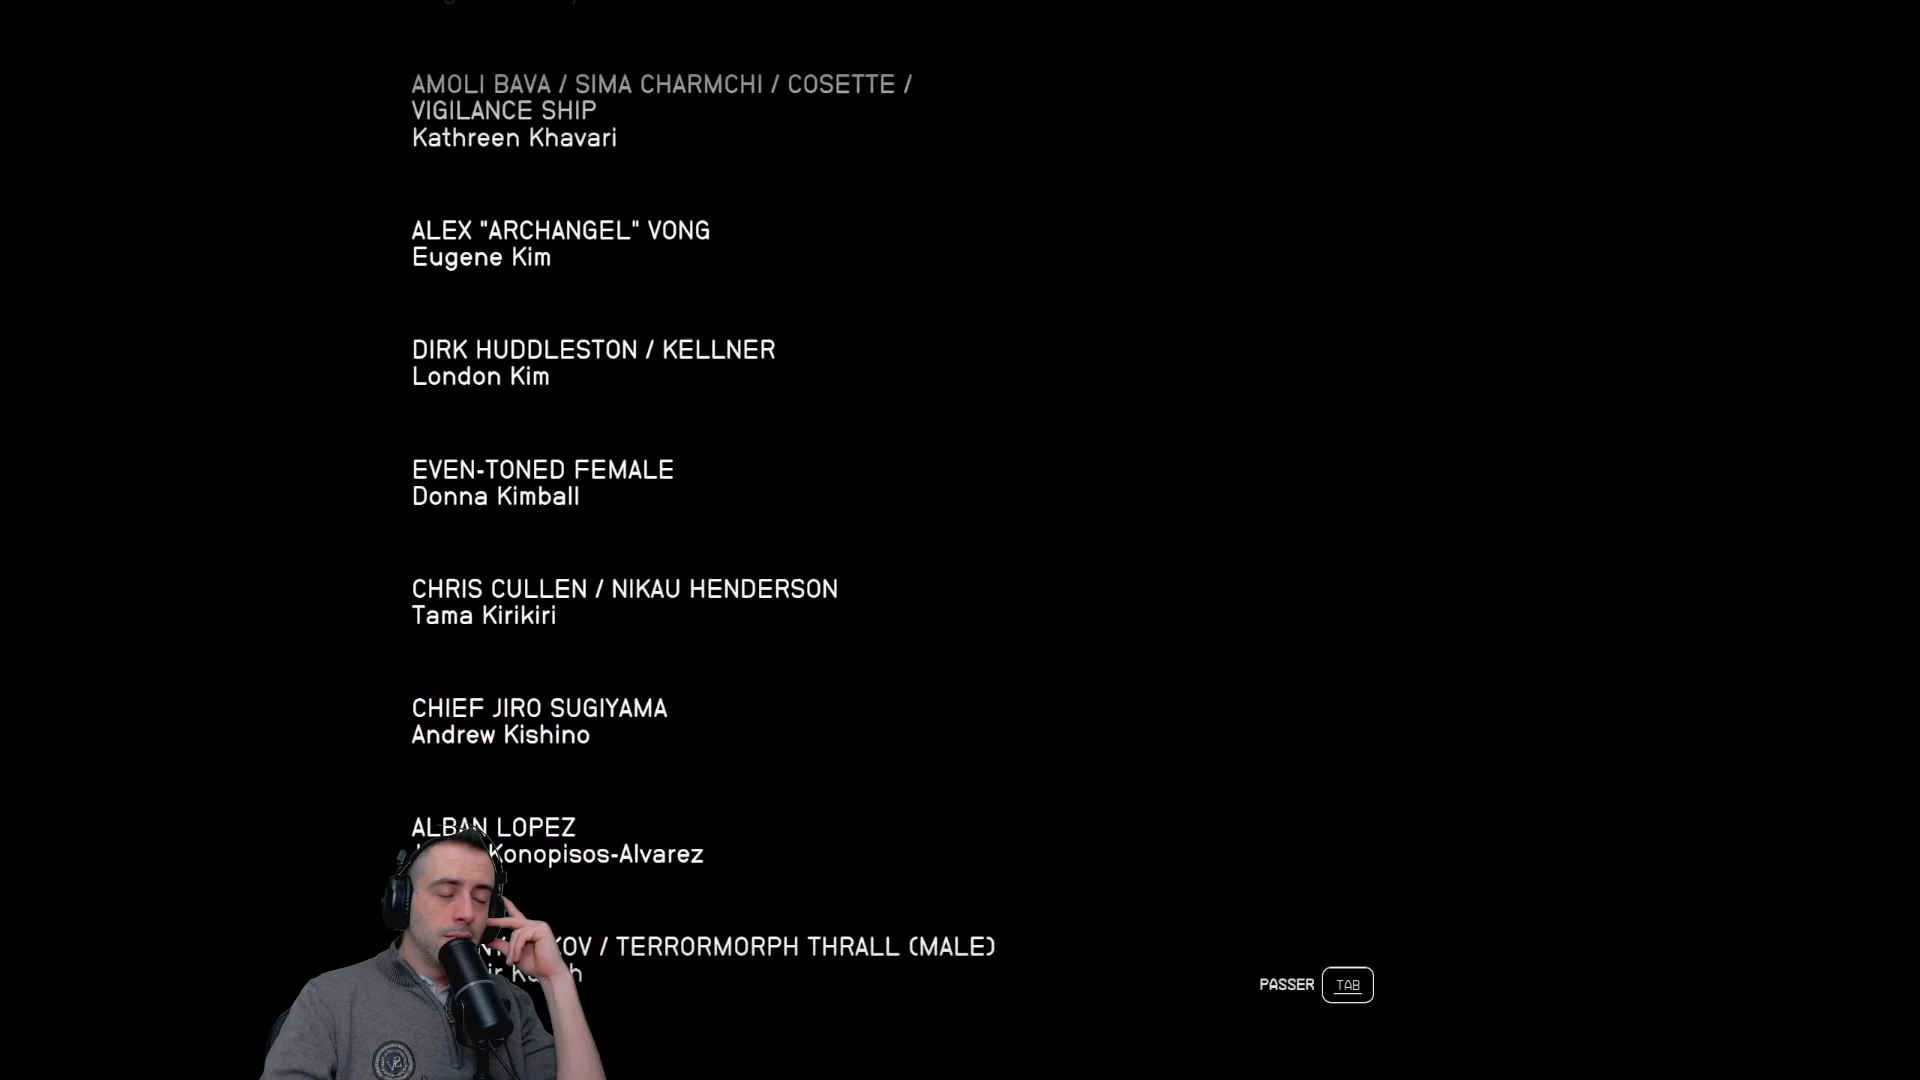 AMOLI BAVA / SIMA CHARMCHI / COSETTE /
VIGILANCE SHIP
Kathreen Khavari
ALEX "ARCHANGEL" VONG
Eugene Kim
DIRK HUDDLESTON / KELLNER
London Kim
EVEN-TONED FEMALE
Donna Kimball
CHRIS CULLEN / NIKAU HENDERSON
Tama Kirikiri
CHIEF JIRO SUGIYAMA
Andrew Kishino
ALBAN LOPEZ
Konopisos-Alvarez
/ TERRORMORPH THRALL (MALE)
PASSER TAB